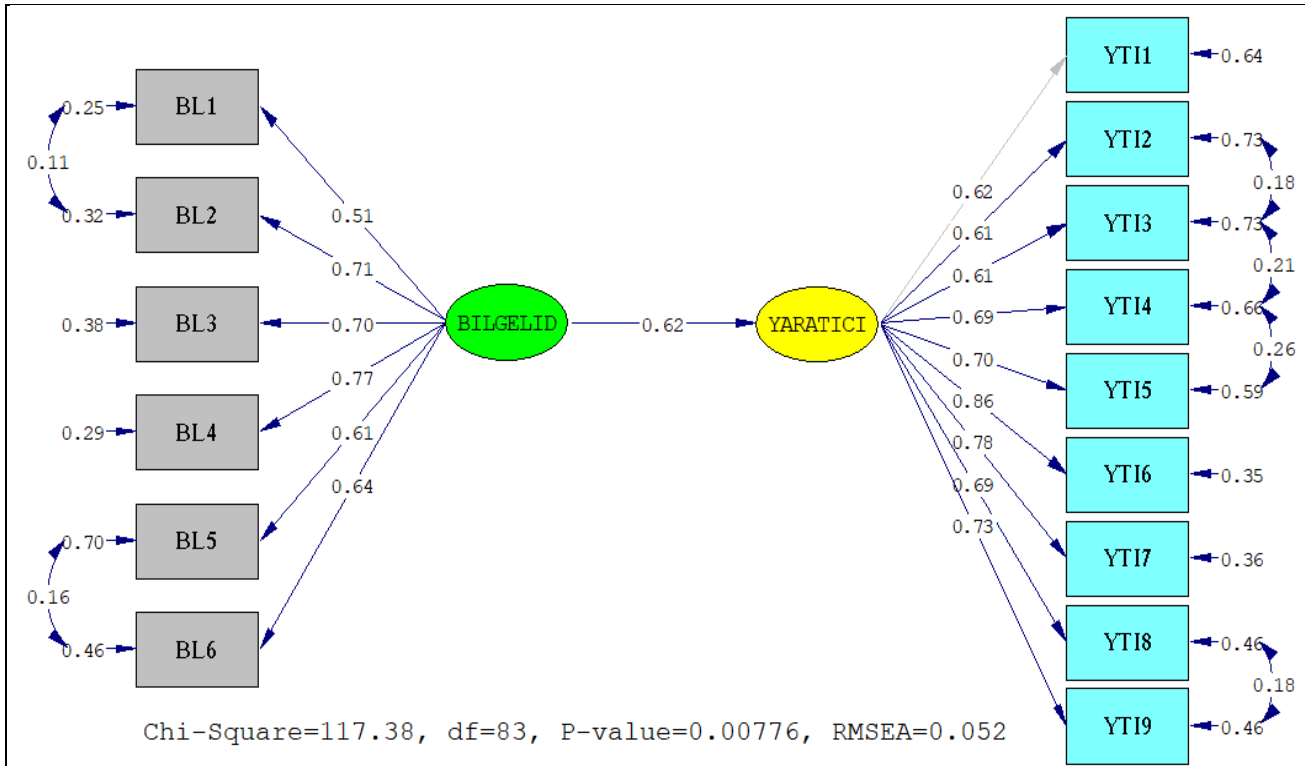 0.25
BL1
0.11
0.32
BL2
0.38
BL3
0.29
BL4
0.70
BL5
0.16
0.46
BL6
0.51
0.71
0.70
0.77
0.61
0.64
BILGELID
0.62
YARATICI
0.62
0.61
0.61
0.69
0.70
0.86
0.78
0.69
0.73
YTI1
0.64
YTI2
0.73
0.18
YTI3
0.73
0.21
YTI4
0.66
0.26
YTI5
0.59
YTI6
0.35
YTI7
0.36
YTI8
0.46
0.18
YTI9
0.46
Chi-Square=117.38, df=83, P-value=0.00776, RMSEA=0.052